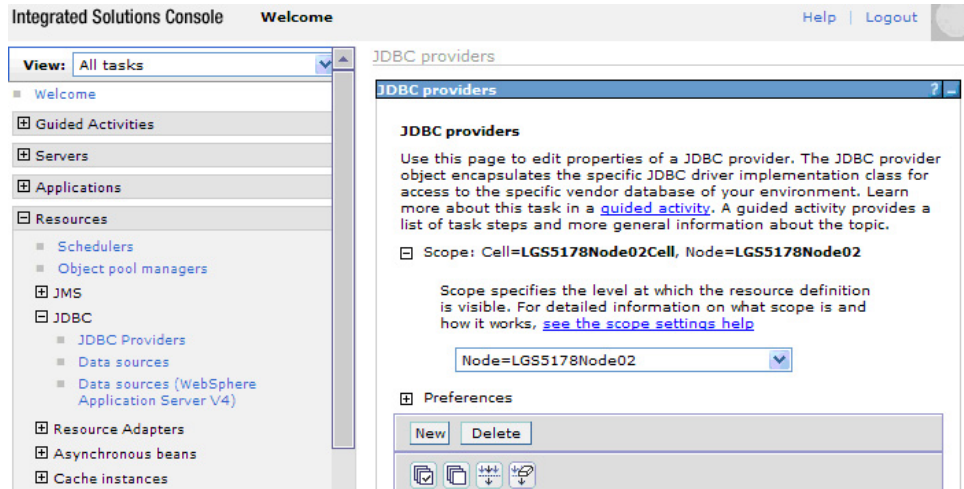 Integrated Solutions Console Welcome Help | Logout
View: All tasks
Welcome
Guided Activities
Servers
Applications
Resources
Schedulers
Object pool managers
JMS
JDBC
JDBC Providers
Data sources
Data sources (WebSphere
Application Server V4)
Resource Adapters
Asynchronous beans
Cache instances
JDBC providers
JDBC providers ? _
JDBC providers
Use this page to edit properties of a JDBC provider. The JDBC provider
object encapsulates the specific JDBC driver implementation class for
access to the specific vendor database of your environment. Learn
more about this task in a guided activity. A guided activity provides a
list of task steps and more general information about the topic.
Scope: Cell=LGS5178Node02Cell, Node=LGS5178Node02
Scope specifies the level at which the resource definition
is visible. For detailed information on what scope is and
how it works, see the scope settings help
Node=LGS5178Node02
Preferences
New Delete